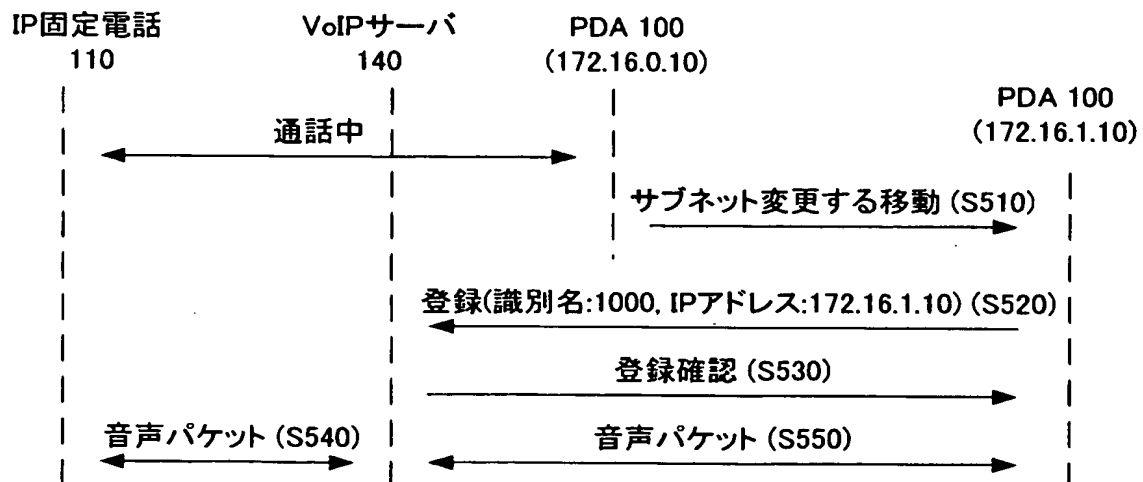 IP固定電話
110
VoIPサーバ
140
PDA 100
(172.16.0.10)
PDA 100
(172.16.1.10)
通話中
サブネット変更する移動 (S510)
登録(識別名:1000, IPアドレス:172.16.1.10) (S520)
登録確認 (S530)
音声パケット (S540)
音声パケット (S550)